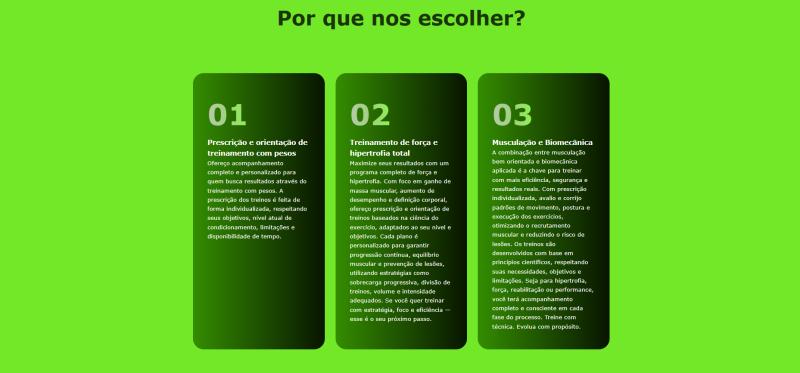 Por que nos escolher?
01
Prescrição e orientação de
treinamento com pesos
Ofereço acompanhamento
completo e personalizado para
quem busca resultados através do
treinamento com pesos. A
prescrição dos treinos é feita de
forma individualizada, respeitando
seus objetivos, nível atual de
condicionamento, limitações e
disponibilidade de tempo.
02
Treinamento de força e
hipertrofia total
Maximize seus resultados com um
programa completo de força e
hipertrofia. Com foco em ganho de
massa muscular, aumento de
desempenho e definição corporal,
ofereço prescrição e orientação de
treinos baseados na ciência do
exercício, adaptados ao seu nível e
objetivos. Cada plano é
personalizado para garantir
progressão contínua, equilíbrio
muscular e prevenção de lesões,
utilizando estratégias como
sobrecarga progressiva, divisão de
treinos, volume e intensidade
adequados. Se você quer treinar
com estratégia, foco e eficiência —
esse é o seu próximo passo.
03
Musculação e Biomecânica
A combinação entre musculação
bem orientada e biomecânica
aplicada é a chave para treinar
com mais eficiência, segurança e
resultados reais. Com prescrição
individualizada, avalio e corrijo
padrões de movimento, postura e
execução dos exercícios,
otimizando o recrutamento
muscular e reduzindo o risco de
lesões. Os treinos são
desenvolvidos com base em
princípios científicos, respeitando
suas necessidades, objetivos e
limitações. Seja para hipertrofia,
força, reabilitação ou performance,
você terá acompanhamento
completo e consciente em cada
fase do processo. Treine com
técnica. Evolua com propósito.